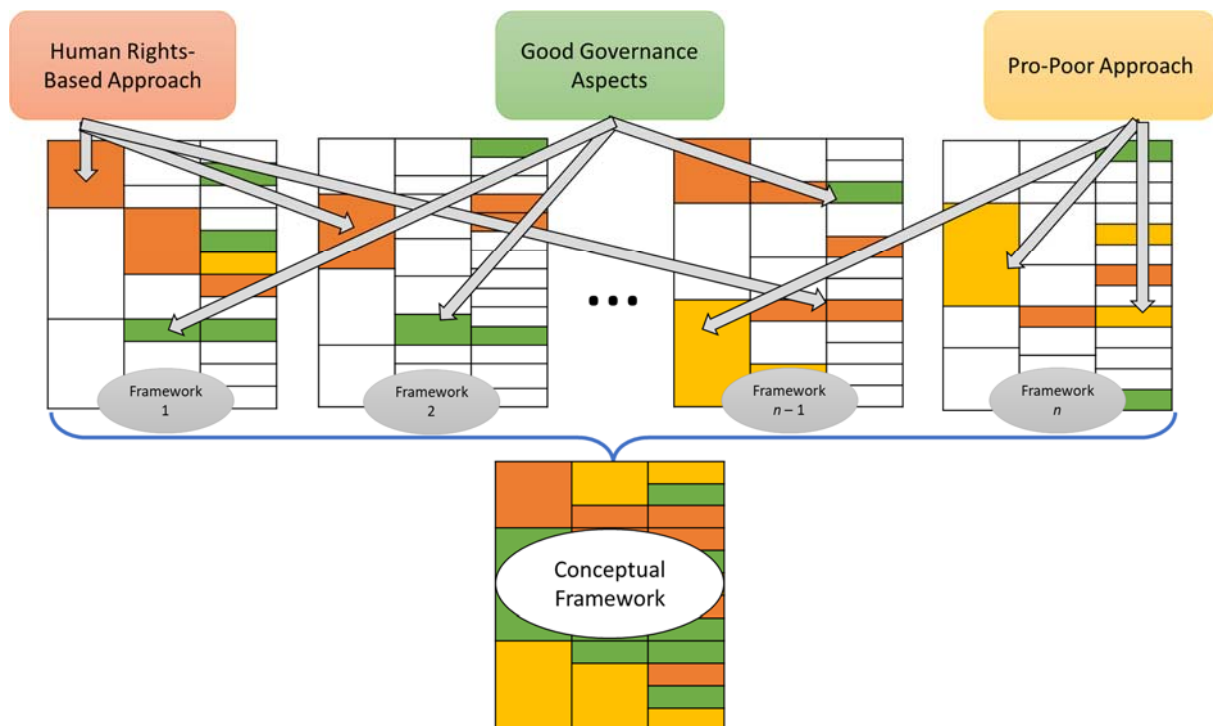 Human Rights-
Based Approach
Good Governance
Aspects
Pro-Poor Approach
...
Framework
1
Framework
2
Framework
n – 1
Framework
n
Conceptual
Framework